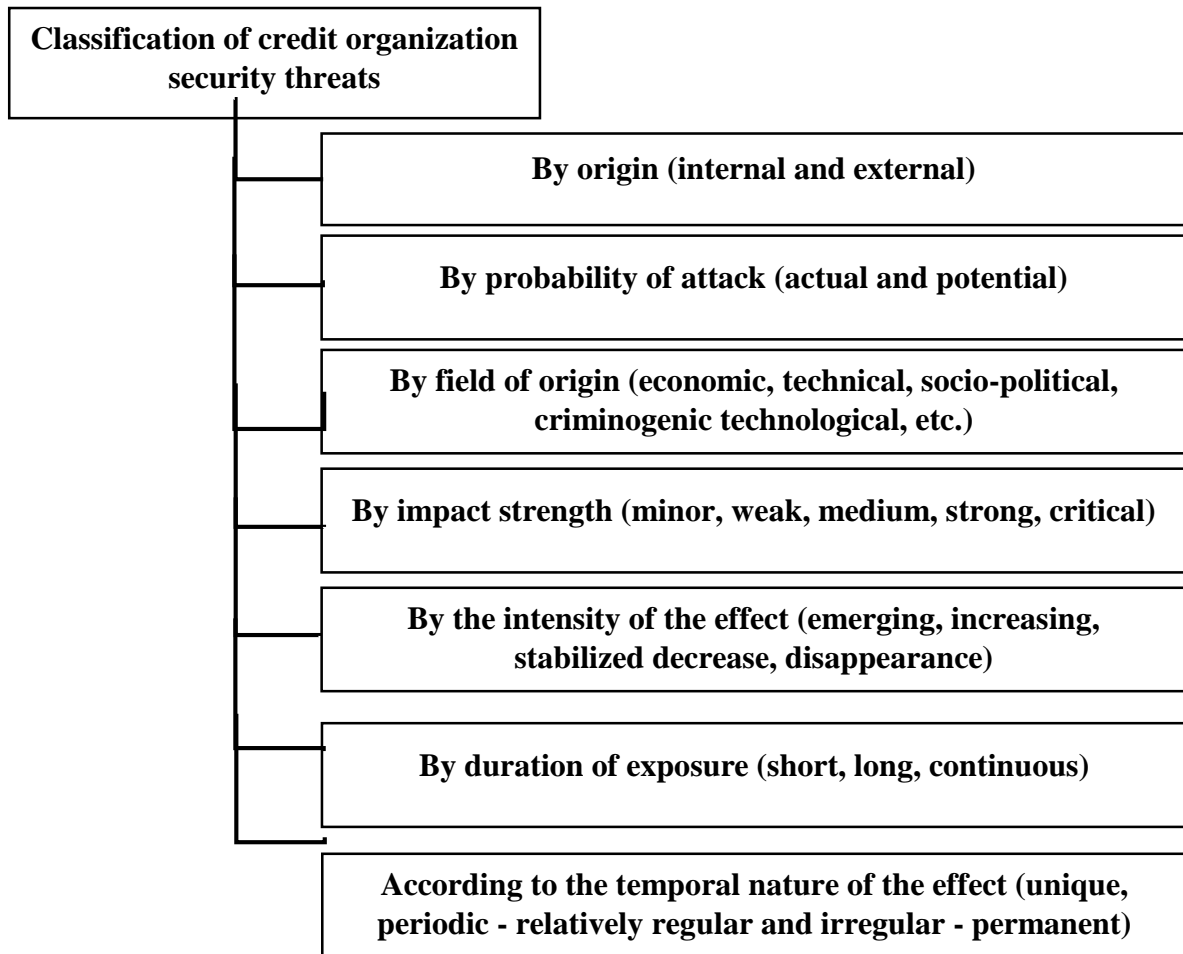 Classification of credit organization
security threats
By origin (internal and external)
By probability of attack (actual and potential)
By field of origin (economic, technical, socio-political,
criminogenic technological, etc.)
By impact strength (minor, weak, medium, strong, critical)
By the intensity of the effect (emerging, increasing,
stabilized decrease, disappearance)
By duration of exposure (short, long, continuous)
According to the temporal nature of the effect (unique,
periodic - relatively regular and irregular - permanent)